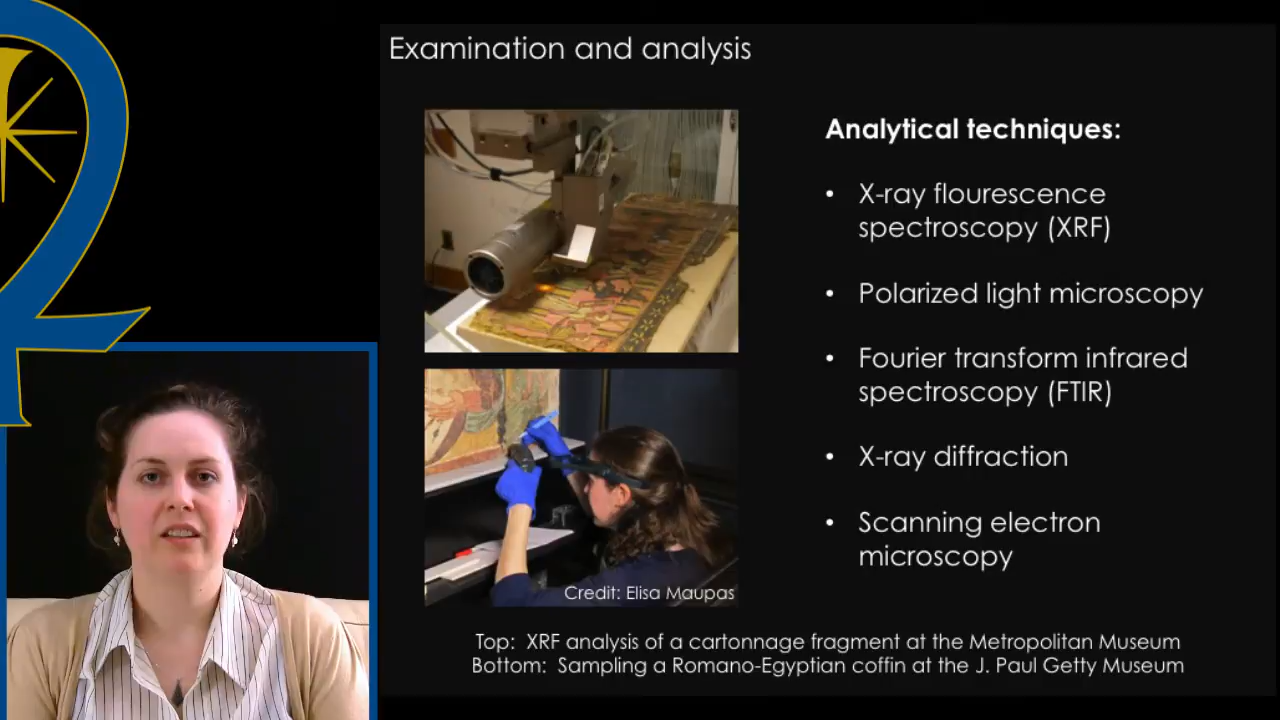 Examination and analysis
Analytical techniques:
• X-ray flourescence
spectroscopy (XRF)
• Polarized light microscopy
• Fourier transform infrared
spectroscopy (FTIR)
• X-ray diffraction
• Scanning electron
microscopy
Credit: Elisa Maupas
Top: XRF analysis of a cartonnage fragment at the Metropolitan Museum
Bottom: Sampling a Romano-Egyptian coffin at the J. Paul Getty Museum